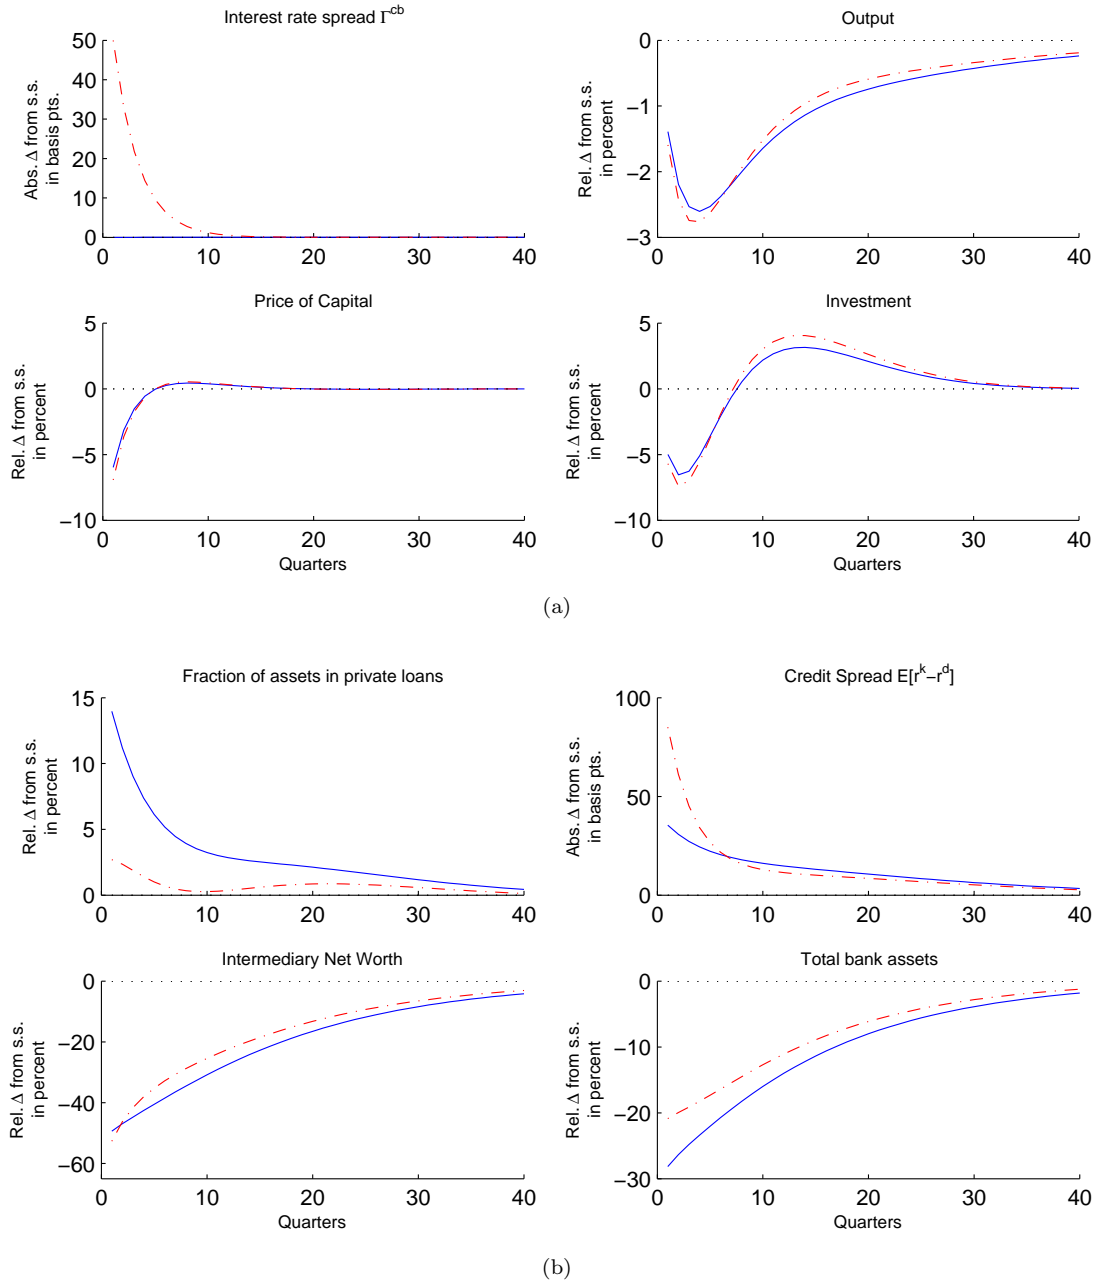 Interest rate spread Γcb
Abs. Δ from s.s.
in basis pts.
50
40
30
20
10
0
0 10 20 30 40
Output
Rel. Δ from s.s.
in percent
0
−1
−2
−3
0 10 20 30 40
Price of Capital
Rel. Δ from s.s.
in percent
5
0
−5
−10
0 10 20 30 40
Quarters
Investment
Rel. Δ from s.s.
in percent
5
0
−5
−10
0 10 20 30 40
Quarters
(a)
Fraction of assets in private loans
Rel. Δ from s.s.
in percent
15
10
5
0
0 10 20 30 40
Credit Spread E[rk−rd]
Abs. Δ from s.s.
in basis pts.
100
50
0
0 10 20 30 40
Intermediary Net Worth
Rel. Δ from s.s.
in percent
0
−20
−40
−60
0 10 20 30 40
Quarters
Total bank assets
Rel. Δ from s.s.
in percent
0
−10
−20
−30
0 10 20 30 40
Quarters
(b)